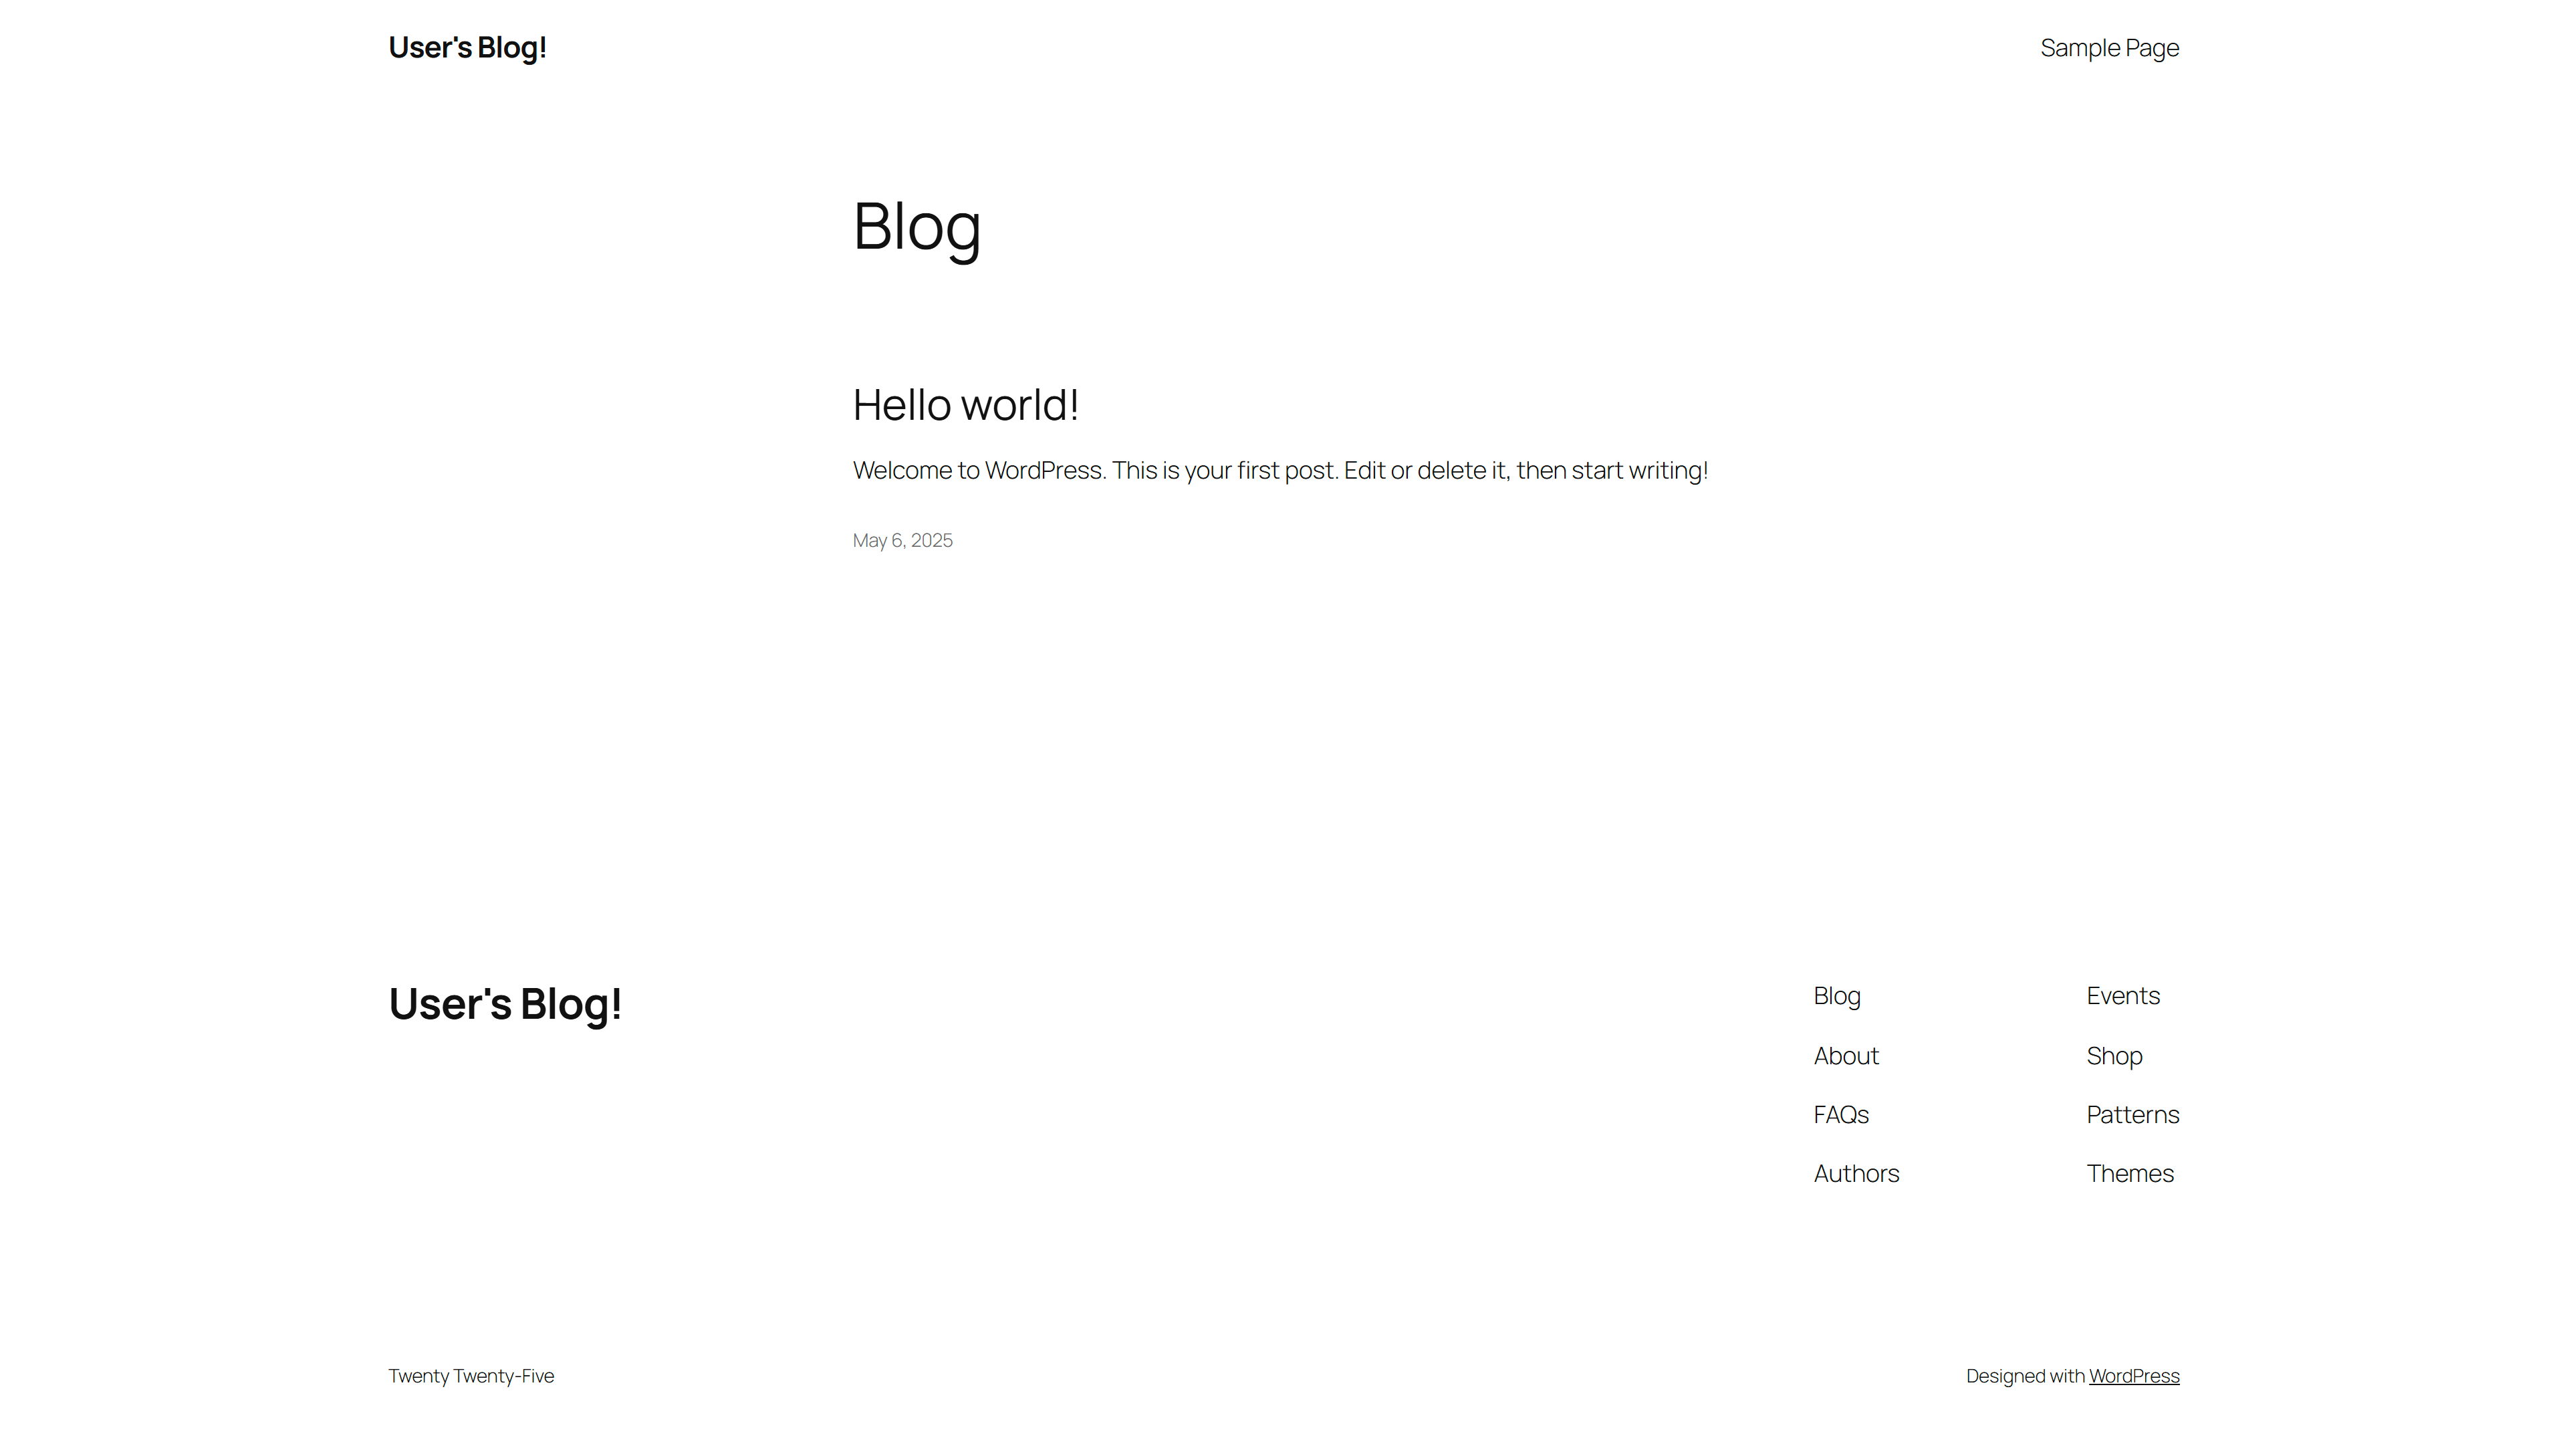 User's Blog!
Sample Page
Blog
Hello world!
Welcome to WordPress. This is your first post. Edit or delete it, then start writing!
May 6, 2025
User's Blog!
Blog
About
FAQs
Authors
Events
Shop
Patterns
Themes
Twenty Twenty-Five
Designed with WordPress